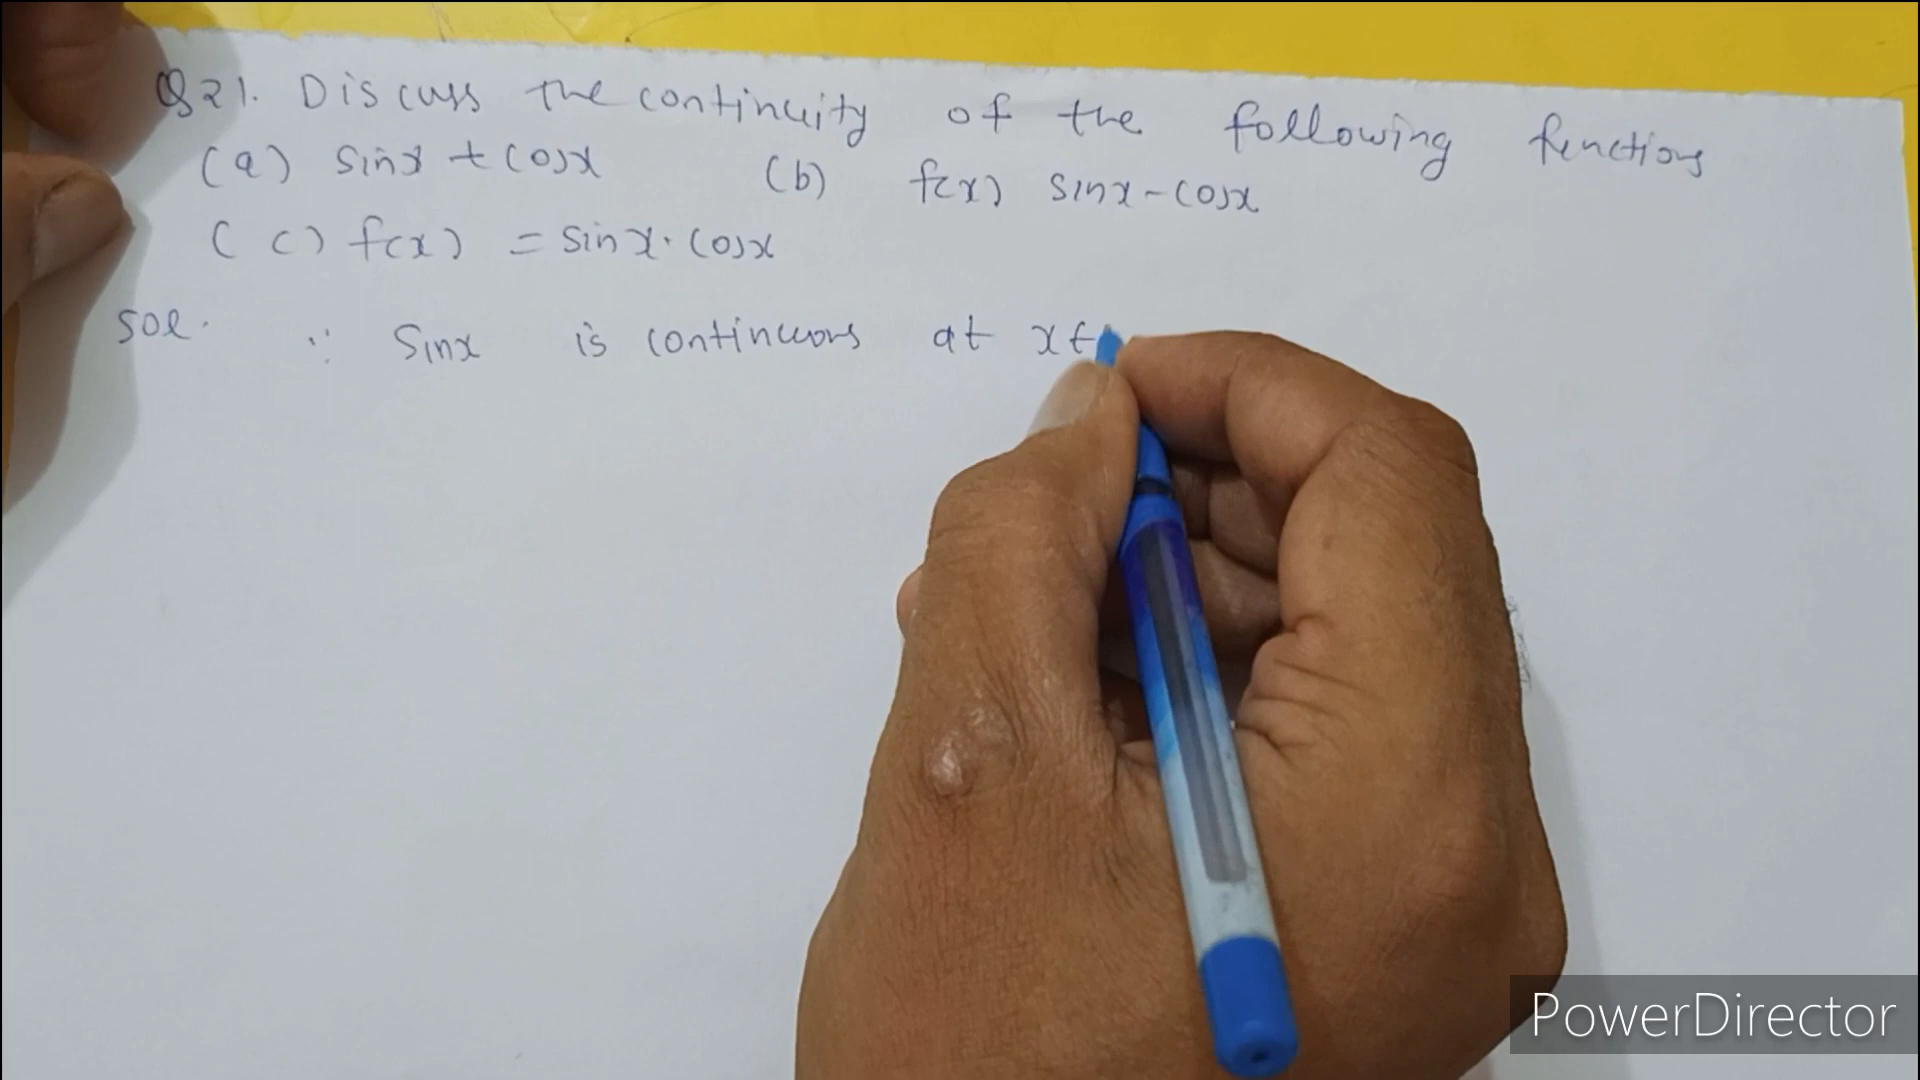 Q21. Discuss the continuity of the following functions
(a) sinx + cosx (b) f(x) sinx - cosx
(c) f(x) = sinx . cosx
Sol. ∵ Sinx is continuous at x ∈
PowerDirector